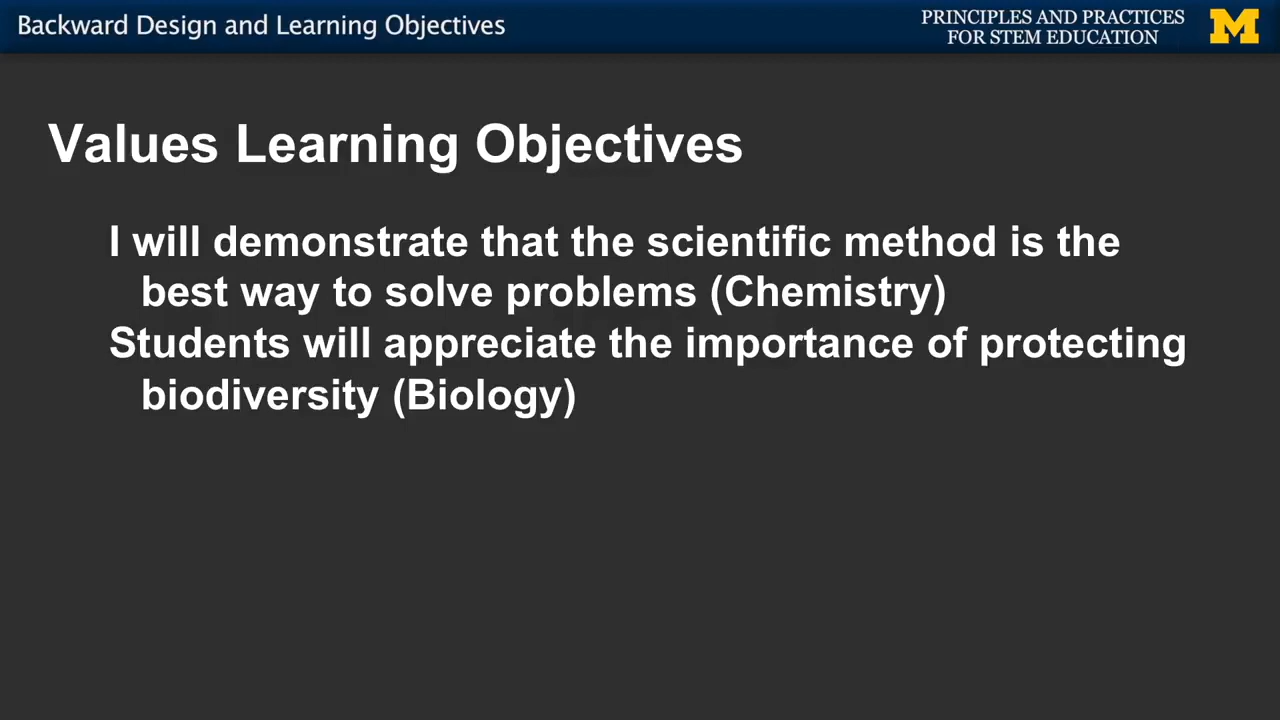 Backward Design and Learning Objectives
PRINCIPLES AND PRACTICES
FOR STEM EDUCATION
M
Values Learning Objectives
I will demonstrate that the scientific method is the
best way to solve problems (Chemistry)
Students will appreciate the importance of protecting
biodiversity (Biology)